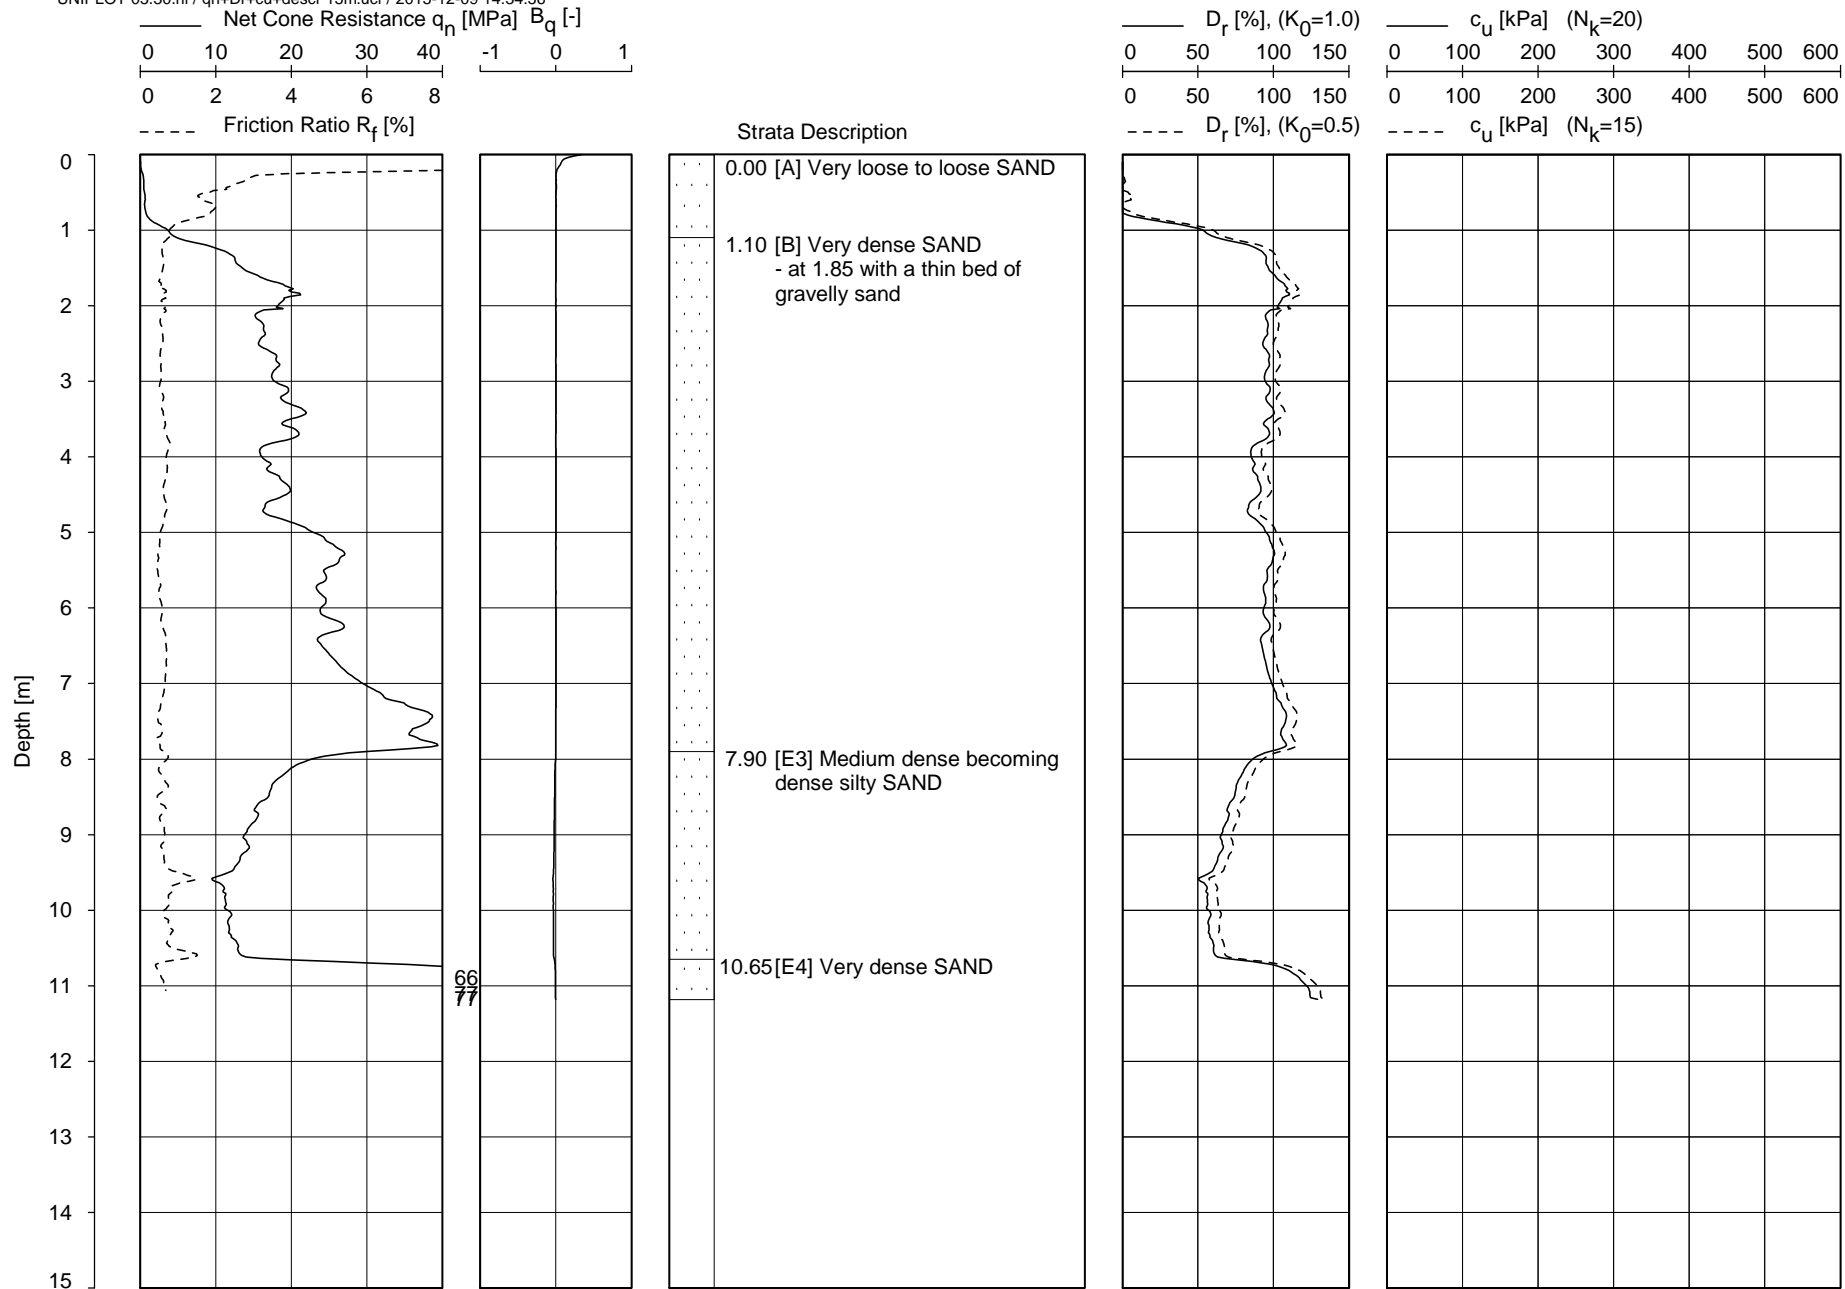 Net Cone Resistance qn [MPa] Bq [-]
0 10 20 30 40 -1 0 1
0 2 4 6 8
Friction Ratio Rf [%]
Strata Description
Dr [%], (K0=1.0)
0 50 100 150
0 50 100 150
Dr [%], (K0=0.5)
cu [kPa] (Nk=20)
0 100 200 300 400 500 600
0 100 200 300 400 500 600
cu [kPa] (Nk=15)
Depth [m]
0
1
2
3
4
5
6
7
8
9
10
11
12
13
14
15
0.00 [A] Very loose to loose SAND
1.10 [B] Very dense SAND
- at 1.85 with a thin bed of
gravelly sand
7.90 [E3] Medium dense becoming
dense silty SAND
10.65 [E4] Very dense SAND
66
77